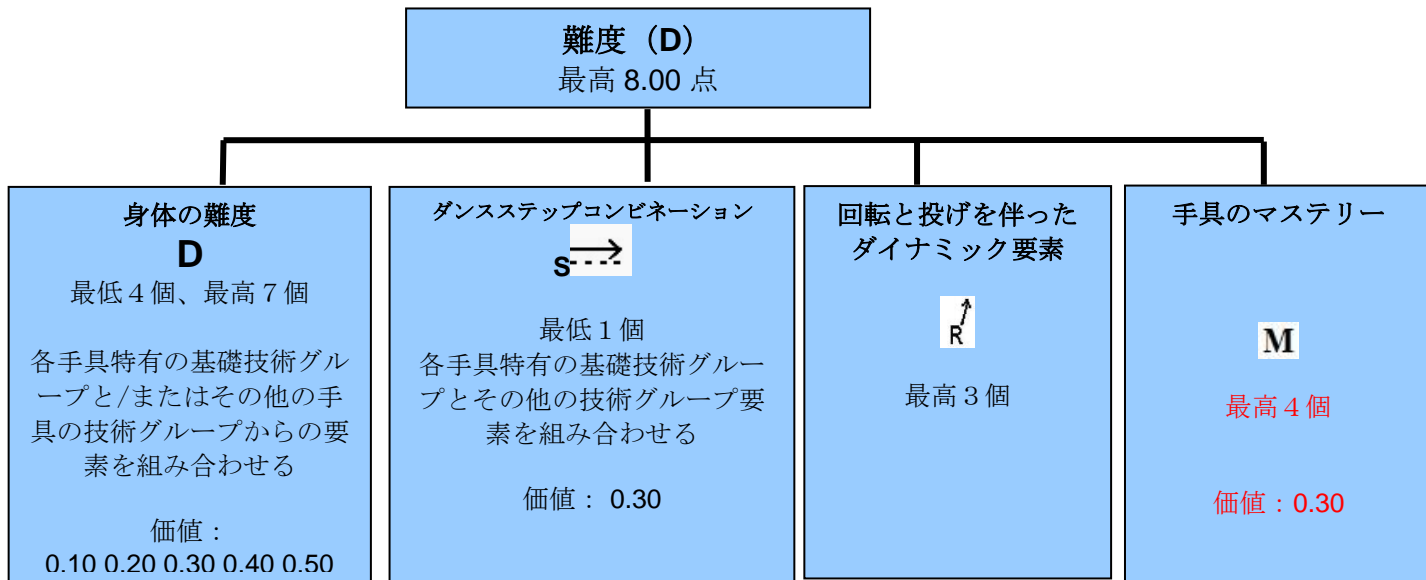 難度（D）
最高 8.00 点
身体の難度
D
最低４個、最高７個
各手具特有の基礎技術グル
ープと/またはその他の手
具の技術グループからの要
素を組み合わせる
価値：
0.10 0.20 0.30 0.40 0.50
ダンスステップコンビネーション
S
最低１個
各手具特有の基礎技術グルー
プとその他の技術グループ要
素を組み合わせる
価値： 0.30
回転と投げを伴った
ダイナミック要素
R
最高３個
手具のマステリー
M
最高４個
価値：0.30